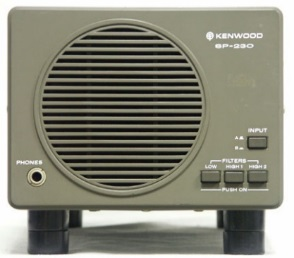 KENWOOD
SP-230
INPUT
A
B
PHONES
FILTERS
LOW HIGH 1 HIGH 2
PUSH ON